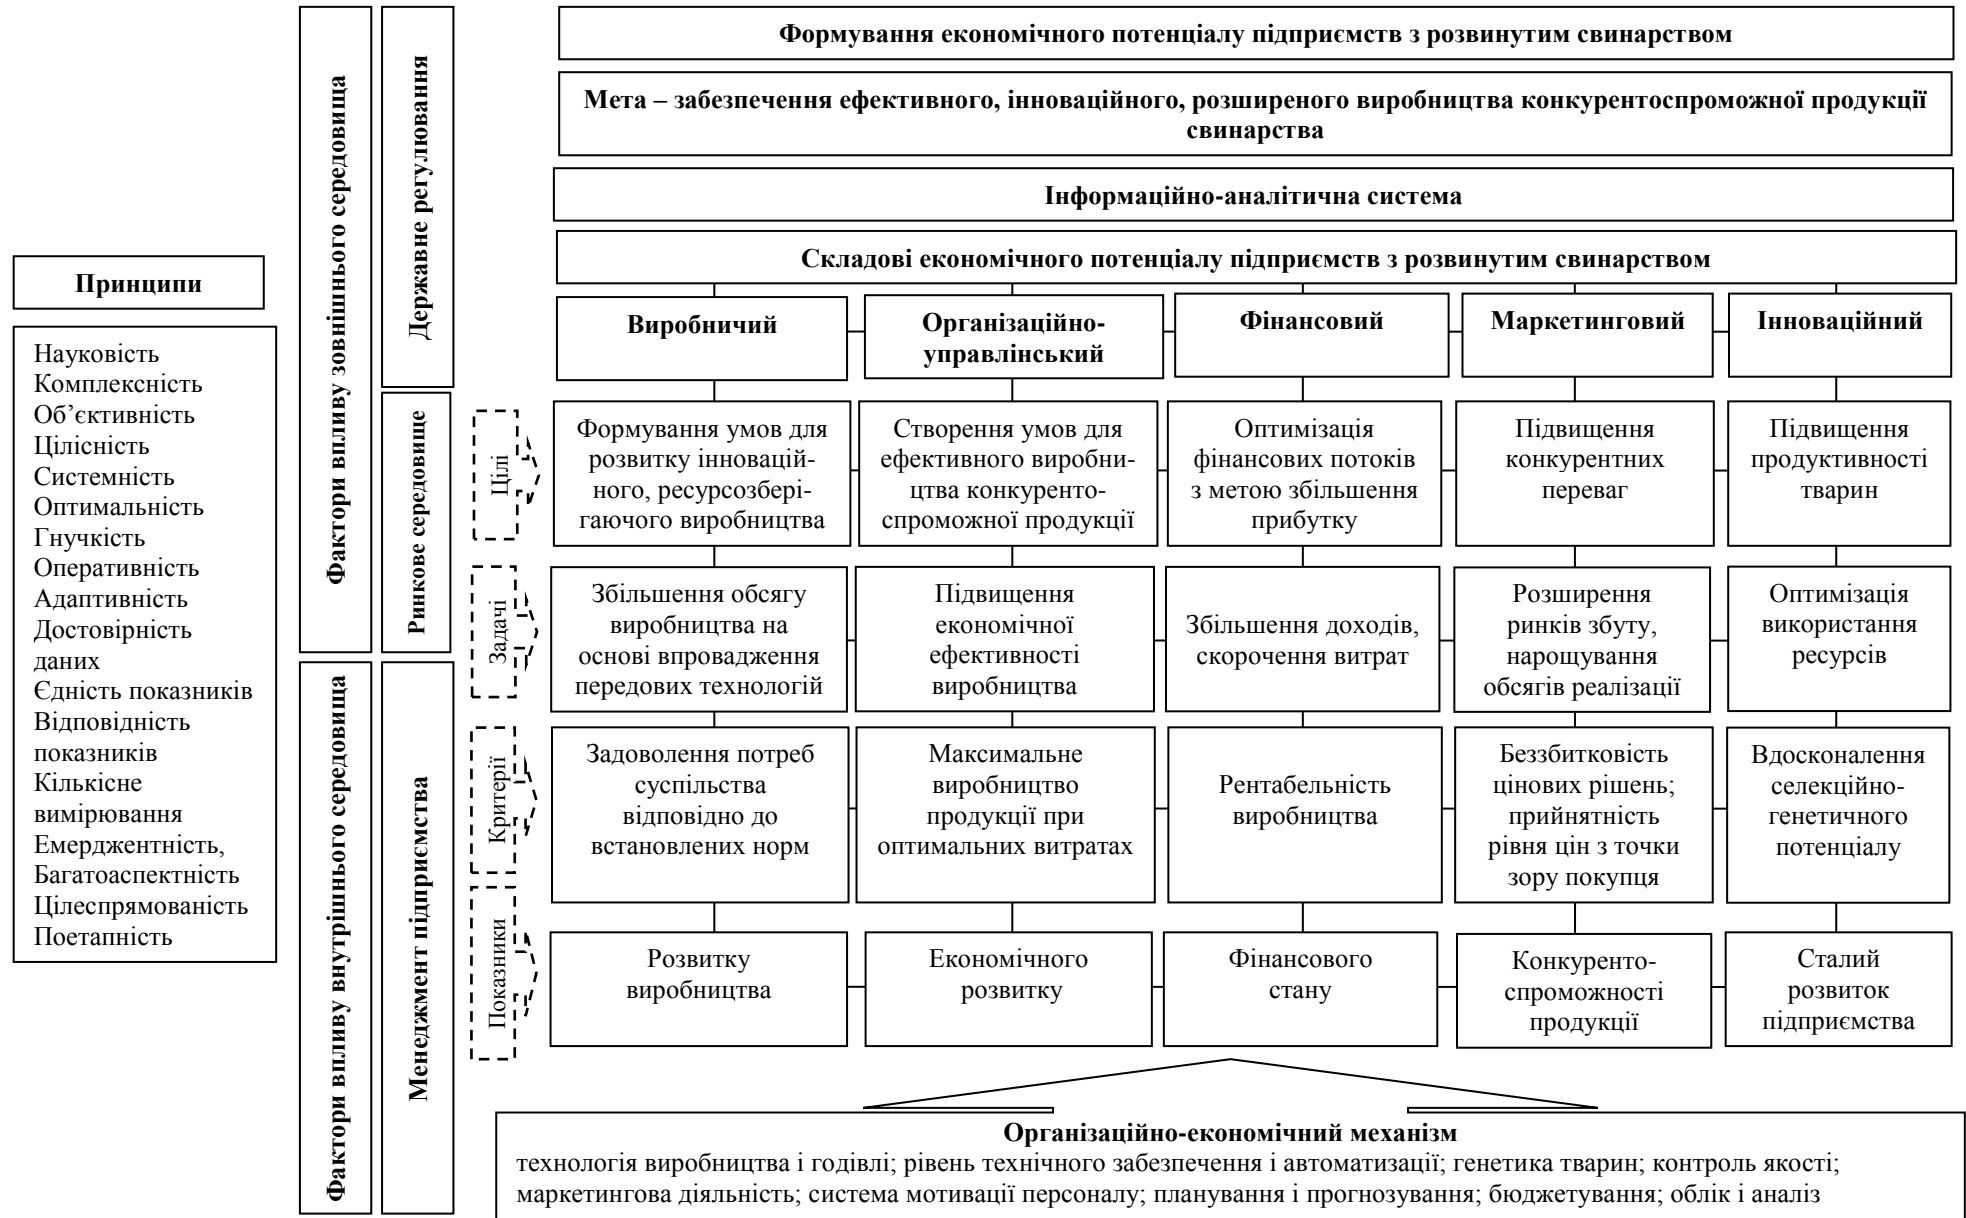 Принципи
Науковість
Комплексність
Об’єктивність
Цілісність
Системність
Оптимальність
Гнучкість
Оперативність
Адаптивність
Достовірність
даних
Єдність показників
Відповідність
показників
Кількісне
вимірювання
Емерджентність,
Багатоаспектність
Цілеспрямованість
Поетапність
Фактори впливу зовнішнього середовища
Фактори впливу внутрішнього середовища
Державне регулювання
Ринкове середовище
Менеджмент підприємства
Формування економічного потенціалу підприємств з розвинутим свинарством
Мета – забезпечення ефективного, інноваційного, розширеного виробництва конкурентоспроможної продукції
свинарства
Інформаційно-аналітична система
Складові економічного потенціалу підприємств з розвинутим свинарством
Виробничий
Організаційно-
управлінський
Фінансовий
Маркетинговий
Інноваційний
Цілі
Формування умов для
розвитку інновацій-
ного, ресурсозбері-
гаючого виробництва
Створення умов для
ефективного виробни-
цтва конкуренто-
спроможної продукції
Оптимізація
фінансових потоків
з метою збільшення
прибутку
Підвищення
конкурентних
переваг
Підвищення
продуктивності
тварин
Задачі
Збільшення обсягу
виробництва на
основі впровадження
передових технологій
Підвищення
економічної
ефективності
виробництва
Збільшення доходів,
скорочення витрат
Розширення
ринків збуту,
нарощування
обсягів реалізації
Оптимізація
використання
ресурсів
Критерії
Задоволення потреб
суспільства
відповідно до
встановлених норм
Максимальне
виробництво
продукції при
оптимальних витратах
Рентабельність
виробництва
Беззбитковість
цінових рішень;
прийнятність
рівня цін з точки
зору покупця
Вдосконалення
селекційно-
генетичного
потенціалу
Показники
Розвитку
виробництва
Економічного
розвитку
Фінансового
стану
Конкуренто-
спроможності
продукції
Сталий
розвиток
підприємства
Організаційно-економічний механізм
технологія виробництва і годівлі; рівень технічного забезпечення і автоматизації; генетика тварин; контроль якості;
маркетингова діяльність; система мотивації персоналу; планування і прогнозування; бюджетування; облік і аналіз